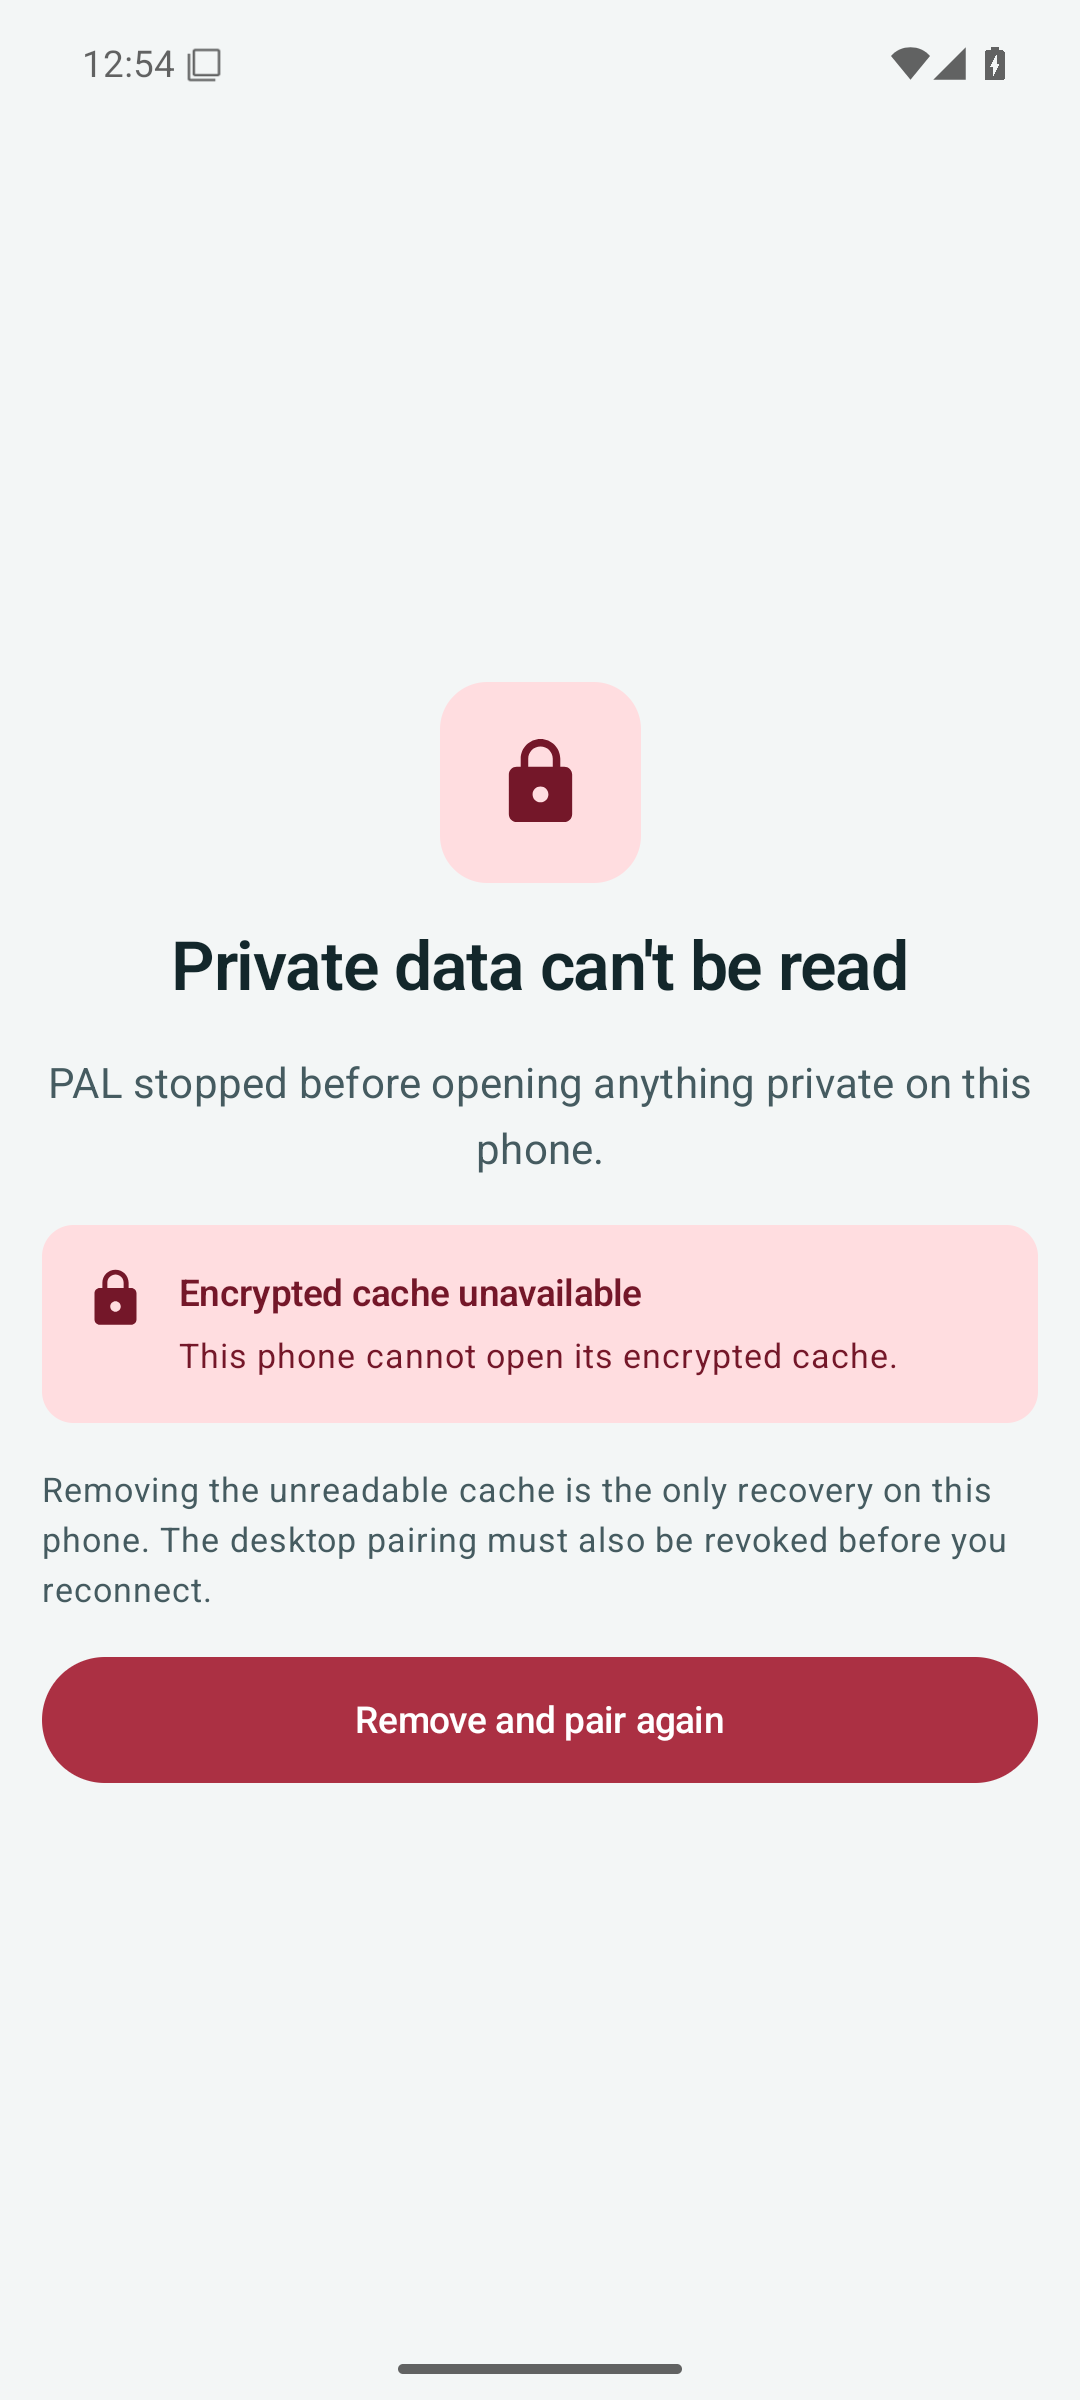 12:54
Private data can't be read
PAL stopped before opening anything private on this
phone.
Encrypted cache unavailable
This phone cannot open its encrypted cache.
Removing the unreadable cache is the only recovery on this
phone. The desktop pairing must also be revoked before you
reconnect.
Remove and pair again